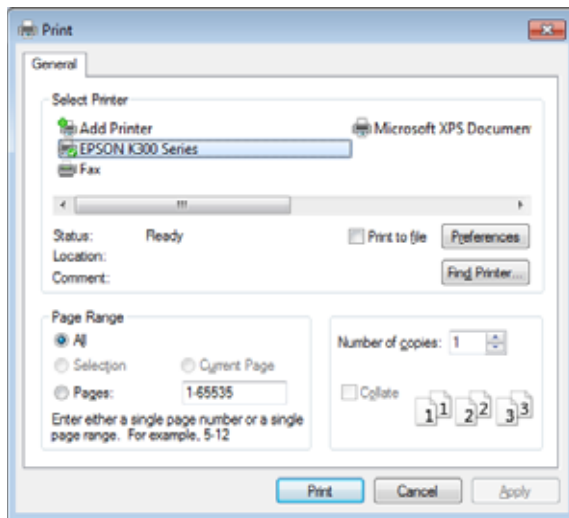 Print
General
Select Printer
Add Printer
Microsoft XPS Documen
EPSON K300 Series
Fax
Status: Ready
Print to file
Preferences
Location:
Comment:
Find Printer...
Page Range
All
Selection
Current Page
Pages: 1-65535
Enter either a single page number or a single
page range. For example, 5-12
Number of copies: 1
Collate
1 1 2 2 3 3
Print
Cancel
Apply